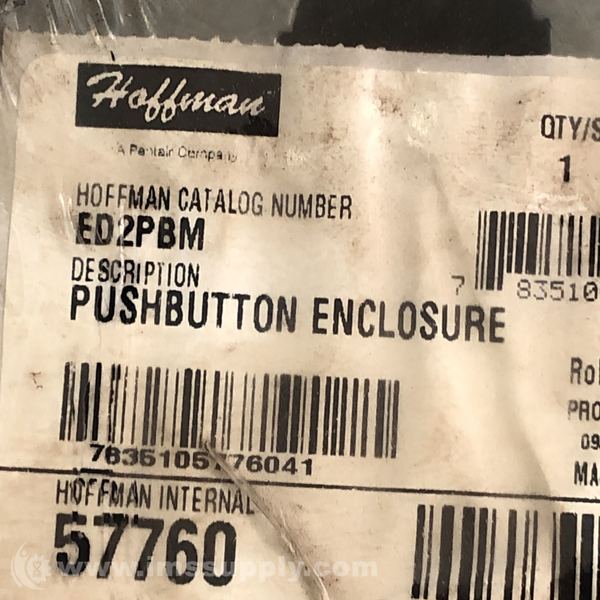 Hoffman
A Pentair Company
QTY/S
1
HOFFMAN CATALOG NUMBER
ED2PBM
DESCRIPTION
PUSHBUTTON ENCLOSURE
7 83510
Ro
PRO
09
MA
7835105776041
HOFFMAN INTERNAL
57760
www.imssupply.com